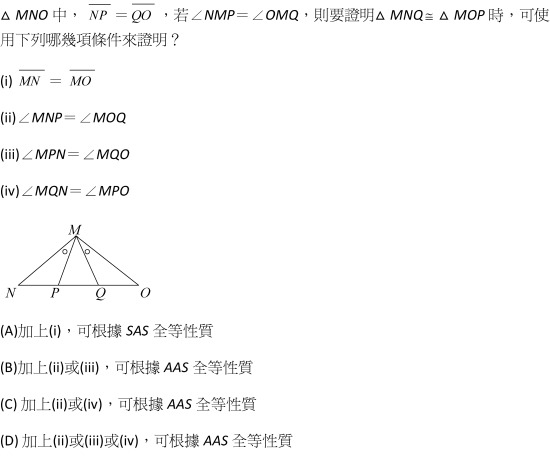 △ MNO 中， NP ＝ QO ，若∠NMP＝∠OMQ，則要證明△ MNQ≅ △ MOP 時，可使
用下列哪幾項條件來證明？
(i) MN ＝ MO
(ii)∠MNP＝∠MOQ
(iii)∠MPN＝∠MQO
(iv)∠MQN＝∠MPO
M
N P Q O
(A)加上(i)，可根據 SAS 全等性質
(B)加上(ii)或(iii)，可根據 AAS 全等性質
(C) 加上(ii)或(iv)，可根據 AAS 全等性質
(D) 加上(ii)或(iii)或(iv)，可根據 AAS 全等性質